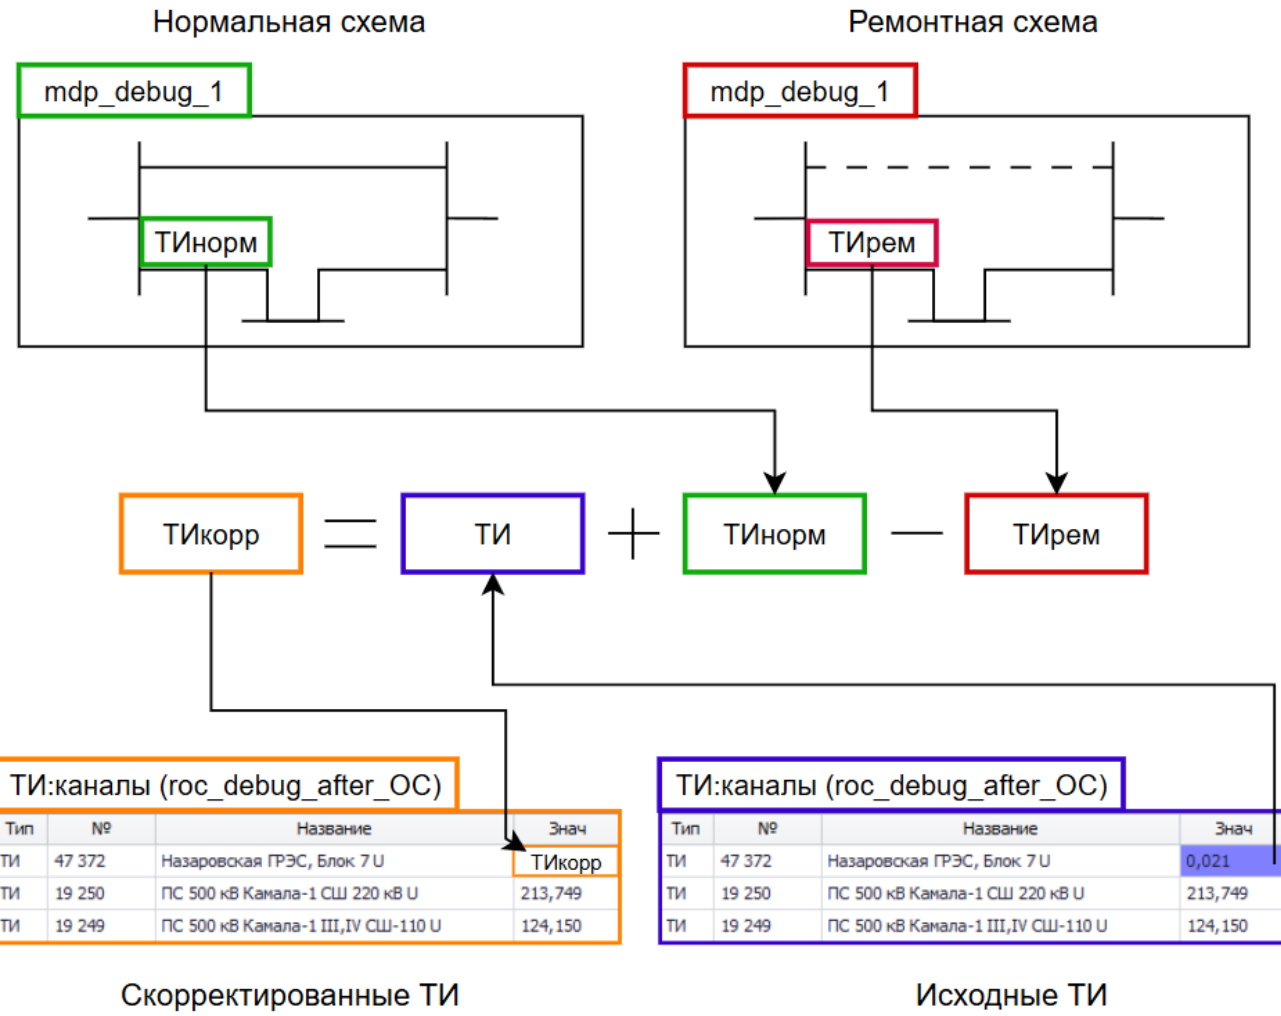 Нормальная схема
Ремонтная схема
mdp_debug_1
mdp_debug_1
ТИнорм
ТИрем
ТИкорр = ТИ + ТИнорм — ТИрем
ТИ:каналы (roc_debug_after_OC)
Тип № Название Знач
ТИ 47 372 Назаровская ГРЭС, Блок 7 U ТИкорр
ТИ 19 250 ПС 500 кВ Камала-1 СШ 220 кВ U 213,749
ТИ 19 249 ПС 500 кВ Камала-1 III,IV СШ-110 U 124,150
Скорректированные ТИ
ТИ:каналы (roc_debug_after_OC)
Тип № Название Знач
ТИ 47 372 Назаровская ГРЭС, Блок 7 U 0,021
ТИ 19 250 ПС 500 кВ Камала-1 СШ 220 кВ U 213,749
ТИ 19 249 ПС 500 кВ Камала-1 III,IV СШ-110 U 124,150
Исходные ТИ